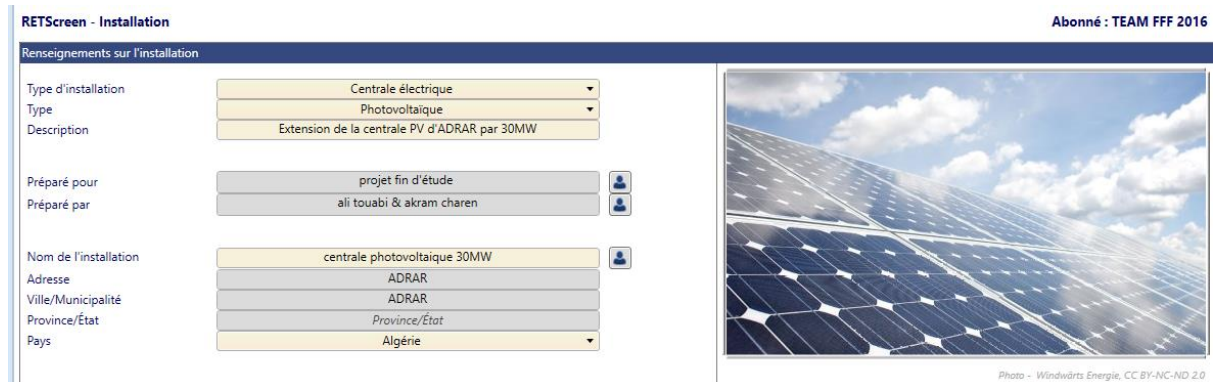 RETScreen - Installation
Abonné : TEAM FFF 2016
Renseignements sur l'installation
Type d'installation Centrale électrique
Type Photovoltaïque
Description Extension de la centrale PV d'ADRAR par 30MW
Préparé pour projet fin d'étude
Préparé par ali touabi & akram charen
Nom de l'installation centrale photovoltaique 30MW
Adresse ADRAR
Ville/Municipalité ADRAR
Province/État Province/État
Pays Algérie
Photo - Windwärts Energie, CC BY-NC-ND 2.0